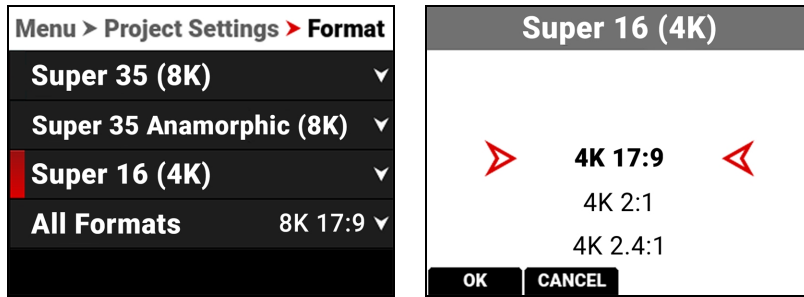 Menu > Project Settings > Format
Super 35 (8K)
Super 35 Anamorphic (8K)
Super 16 (4K)
All Formats 8K 17:9
Super 16 (4K)
4K 17:9
4K 2:1
4K 2.4:1
OK CANCEL